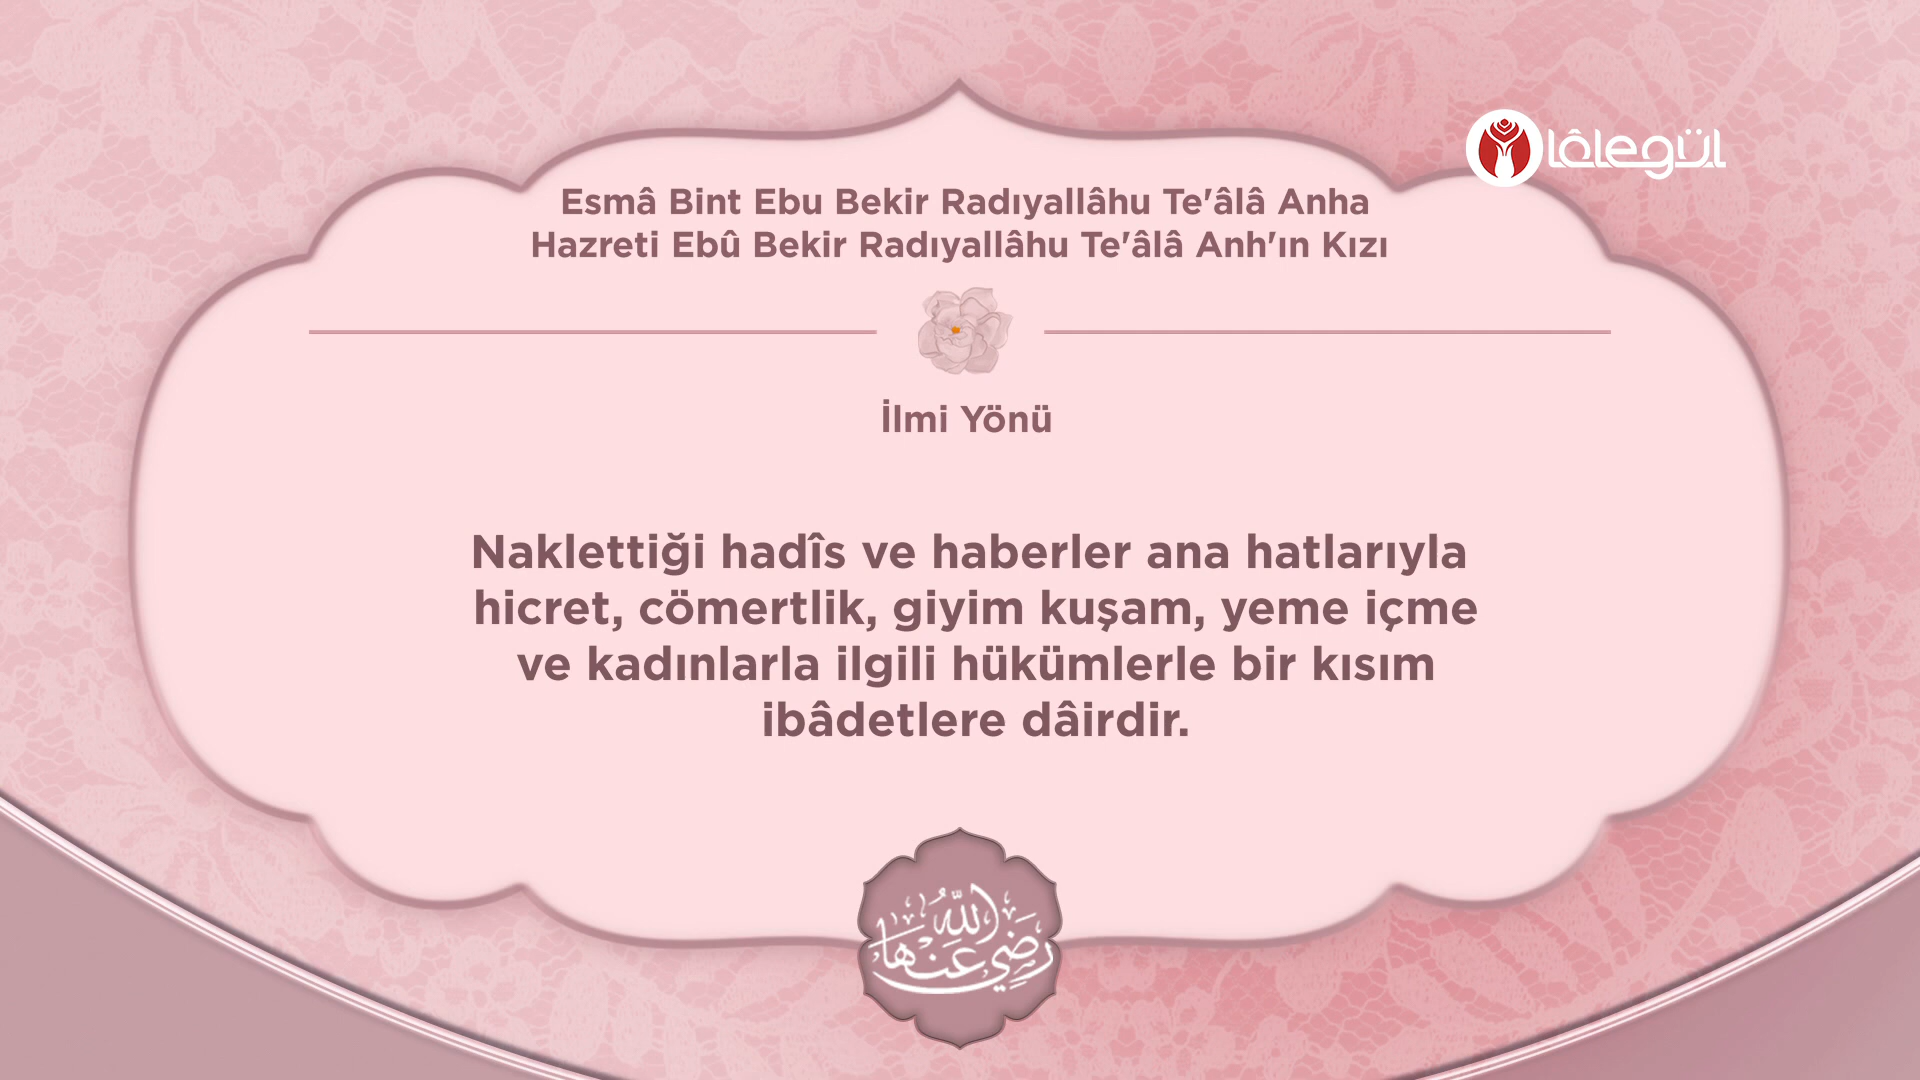 lâlegül
Esmâ Bint Ebu Bekir Radıyallâhu Te'âlâ Anha
Hazreti Ebû Bekir Radıyallâhu Te'âlâ Anh'ın Kızı
İlmi Yönü
Naklettiği hadîs ve haberler ana hatlarıyla
hicret, cömertlik, giyim kuşam, yeme içme
ve kadınlarla ilgili hükümlerle bir kısım
ibâdetlere dâirdir.
رَضِيَ اللهُ عَنْهَا